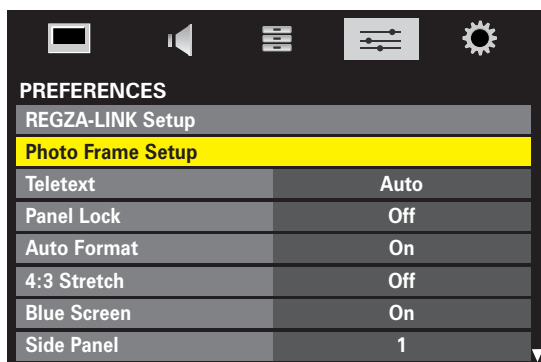 PREFERENCES
REGZA-LINK Setup
Photo Frame Setup
Teletext Auto
Panel Lock Off
Auto Format On
4:3 Stretch Off
Blue Screen On
Side Panel 1